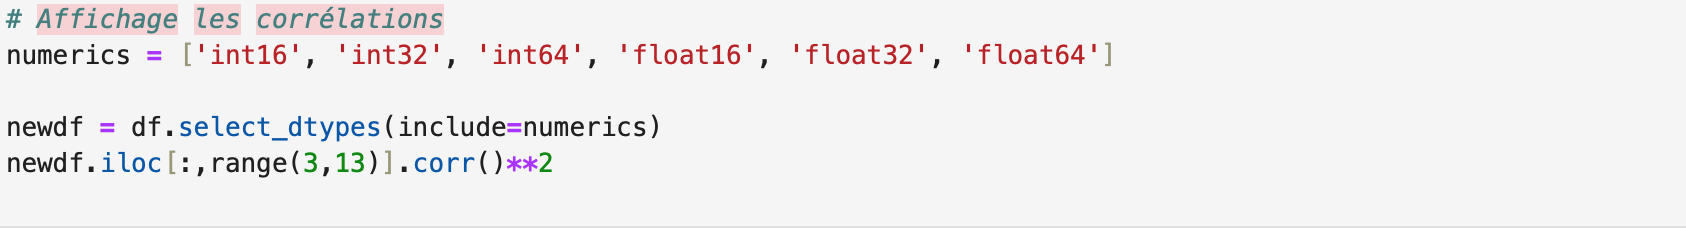 # Affichage les corrélations
numerics = ['int16', 'int32', 'int64', 'float16', 'float32', 'float64']
newdf = df.select_dtypes(include=numerics)
newdf.iloc[:,range(3,13)].corr()**2